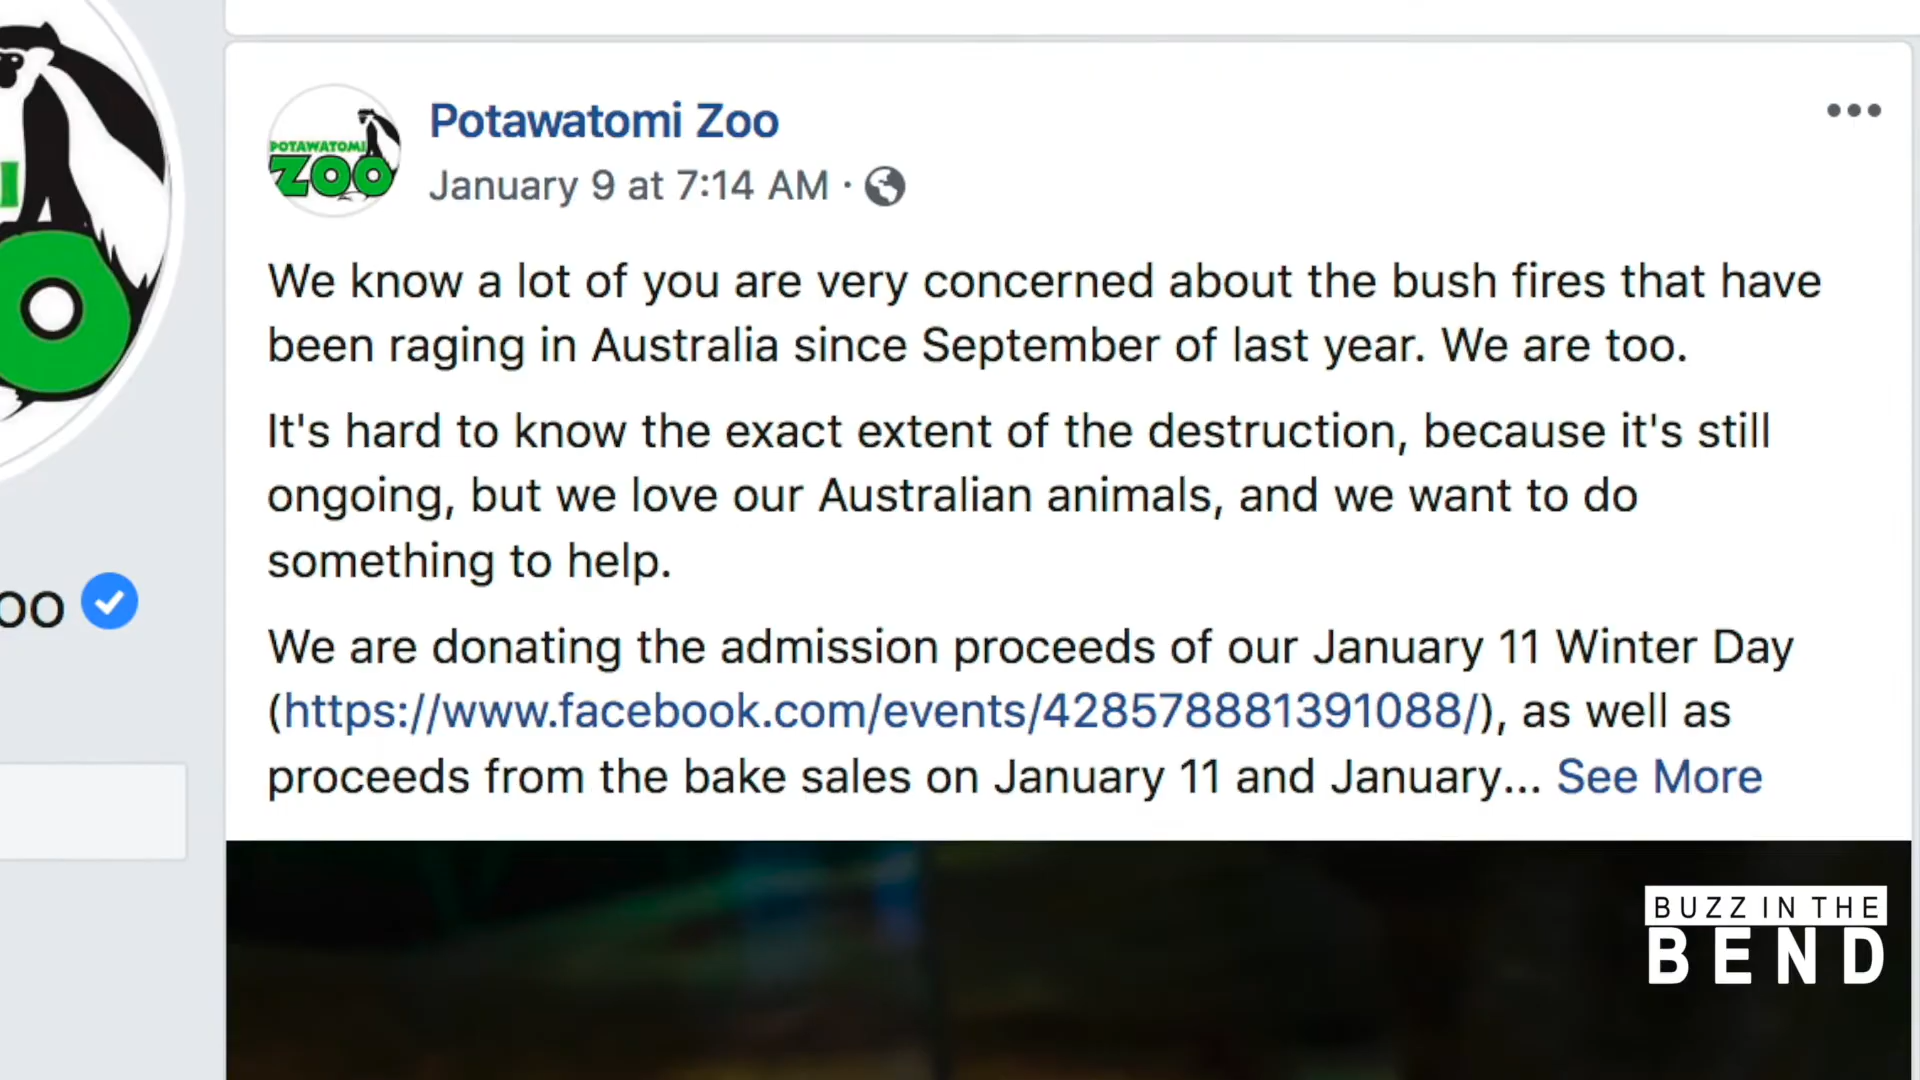 Potawatomi Zoo
January 9 at 7:14 AM ·
POTAWATOMI
ZOO
We know a lot of you are very concerned about the bush fires that have
been raging in Australia since September of last year. We are too.
It's hard to know the exact extent of the destruction, because it's still
ongoing, but we love our Australian animals, and we want to do
something to help.
We are donating the admission proceeds of our January 11 Winter Day
(https://www.facebook.com/events/428578881391088/), as well as
proceeds from the bake sales on January 11 and January... See More
I
O
oo
BUZZ IN THE
BEND